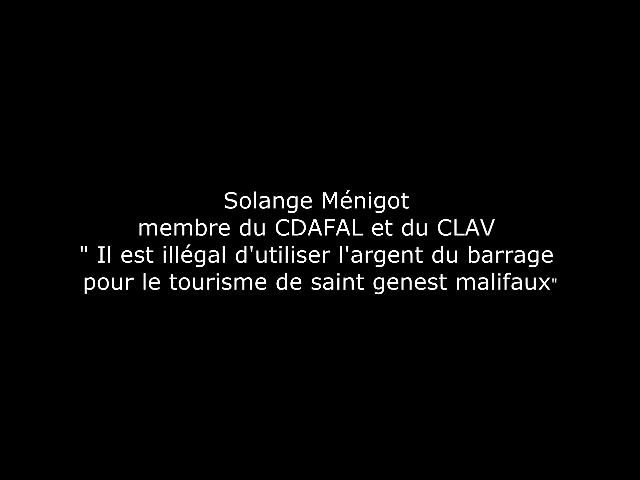 Solange Ménigot
membre du CDAFAL et du CLAV
" Il est illégal d'utiliser l'argent du barrage
pour le tourisme de saint genest malifaux"